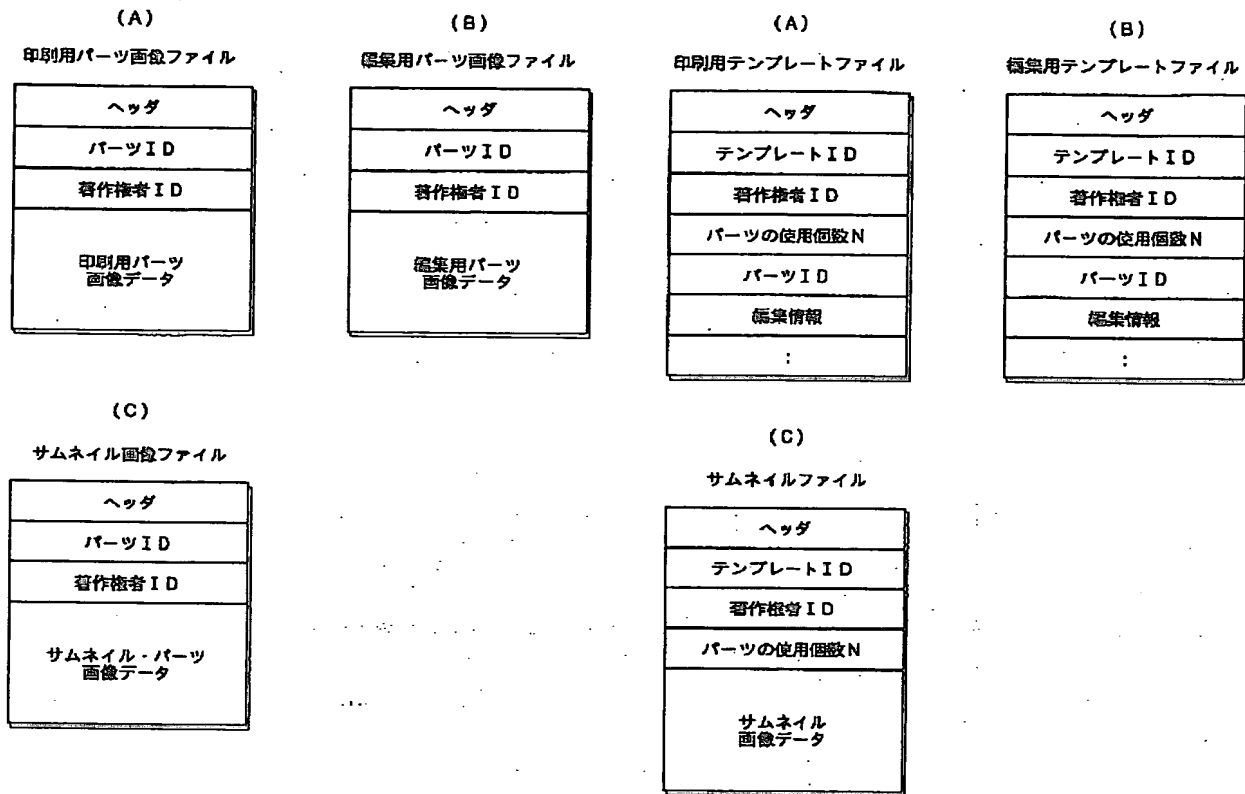 (A)
印刷用パーツ画像ファイル
ヘッダ
パーツID
著作権者ID
印刷用パーツ
画像データ
(B)
編集用パーツ画像ファイル
ヘッダ
パーツID
著作権者ID
編集用パーツ
画像データ
(C)
サムネイル画像ファイル
ヘッダ
パーツID
著作権者ID
サムネイル・パーツ
画像データ
(A)
印刷用テンプレートファイル
ヘッダ
テンプレートID
著作権者ID
パーツの使用個数N
パーツID
編集情報
:
(B)
編集用テンプレートファイル
ヘッダ
テンプレートID
著作権者ID
パーツの使用個数N
パーツID
編集情報
:
(C)
サムネイルファイル
ヘッダ
テンプレートID
著作権者ID
パーツの使用個数N
サムネイル
画像データ